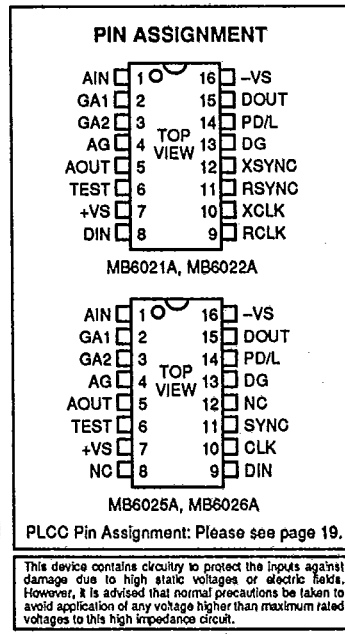 PIN ASSIGNMENT
AIN 1 16 -VS
GA1 2 15 DOUT
GA2 3 14 PD/L
AG 4 TOP VIEW 13 DG
AOUT 5 12 XSYNC
TEST 6 11 RSYNC
+VS 7 10 XCLK
DIN 8 9 RCLK
MB6021A, MB6022A
AIN 1 16 -VS
GA1 2 15 DOUT
GA2 3 14 PD/L
AG 4 TOP VIEW 13 DG
AOUT 5 12 NC
TEST 6 11 SYNC
+VS 7 10 CLK
NC 8 9 DIN
MB6025A, MB6026A
PLCC Pin Assignment: Please see page 19.
This device contains circuitry to protect the inputs against
damage due to high static voltages or electric fields.
However, it is advised that normal precautions be taken to
avoid application of any voltage higher than maximum rated
voltages to this high impedance circuit.